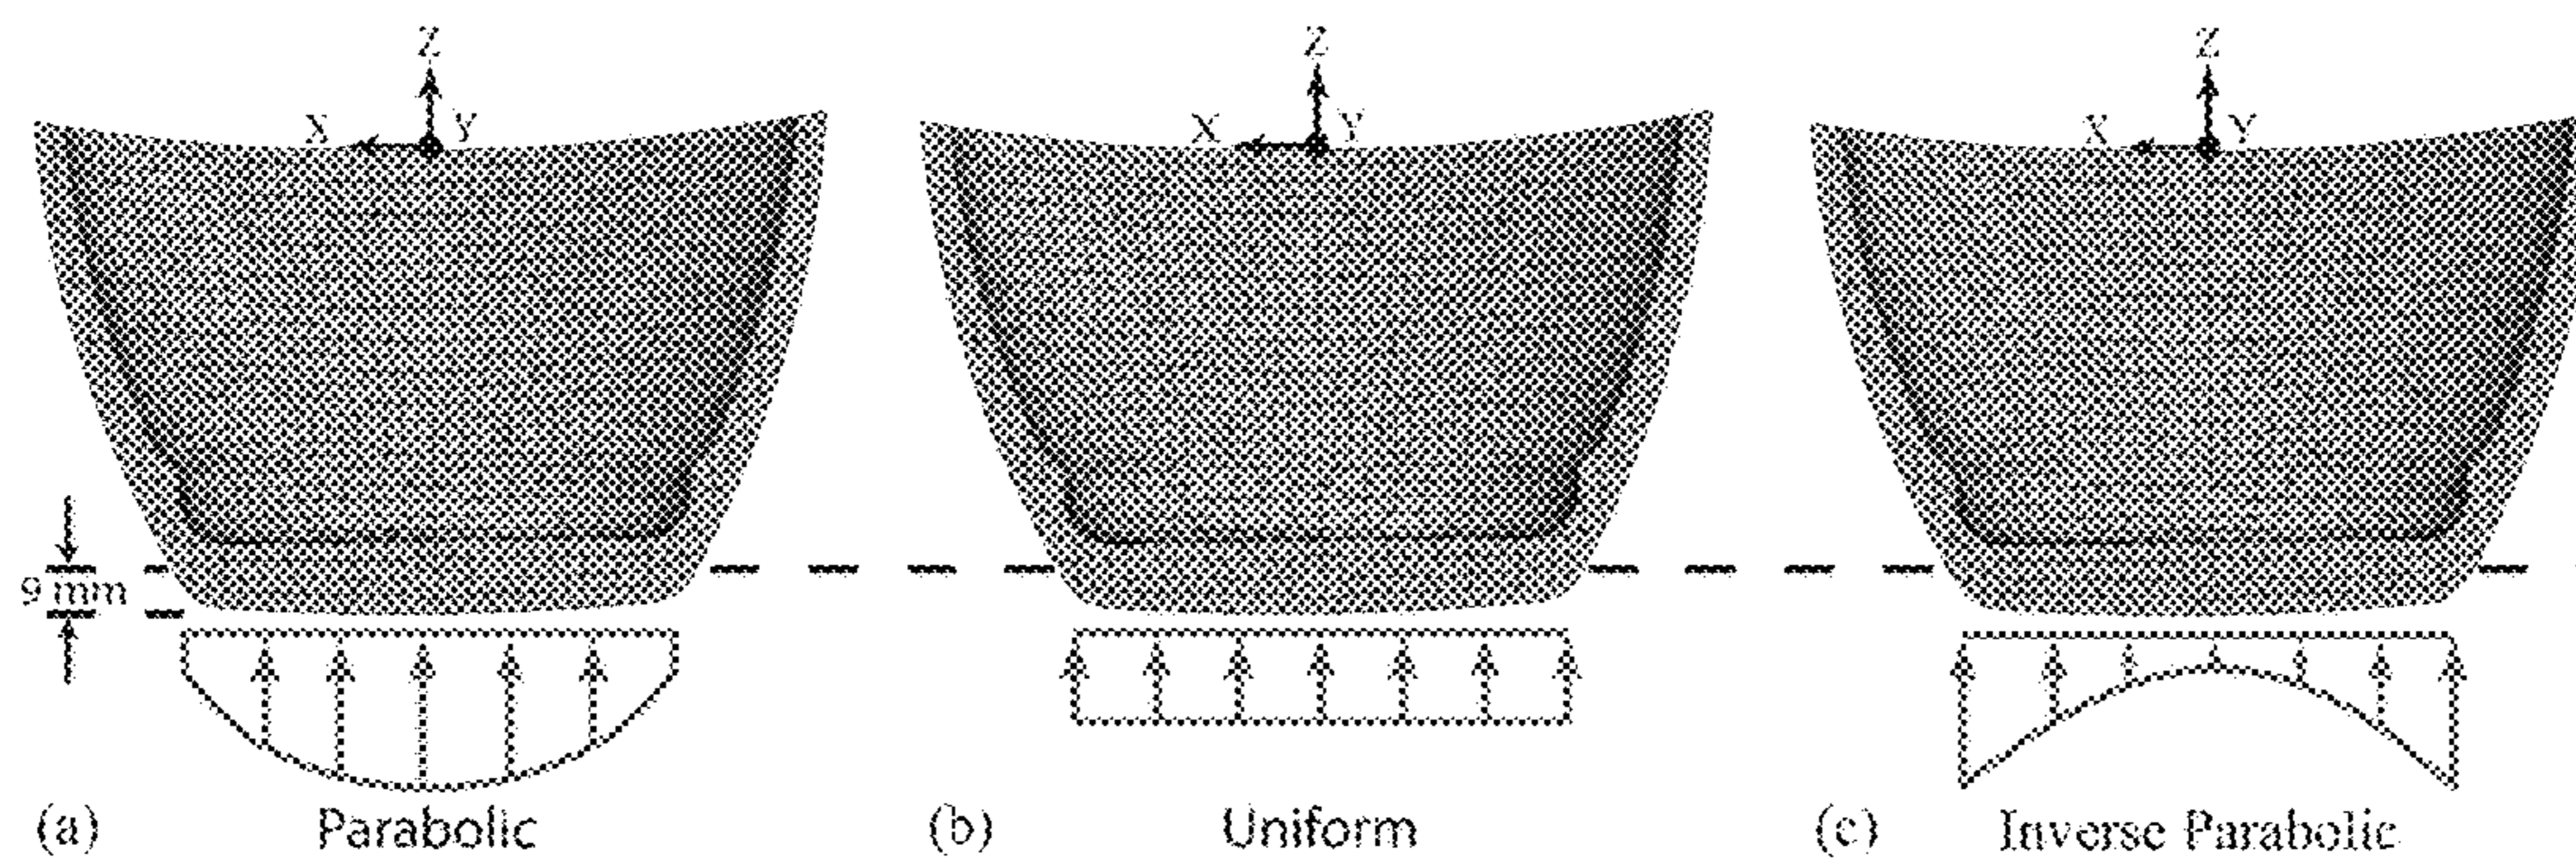 Z
X Y
Z
X Y
Z
X Y
9 mm
(a) Parabolic
(b) Uniform
(c) Inverse Parabolic